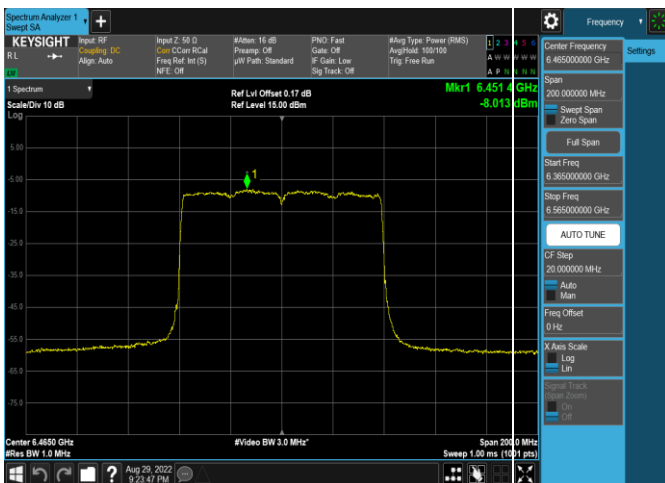 Spectrum Analyzer 1
Swept SA
+
Frequency
KEYSIGHT
R L
LV
Input: RF
Coupling: DC
Align: Auto
Input Z: 50 Ω
Corr CCorr RCal
Freq Ref: Int (S)
NFE: Off
#Atten: 16 dB
Preamp: Off
µW Path: Standard
PNO: Fast
Gate: Off
IF Gain: Low
Sig Track: Off
#Avg Type: Power (RMS)
Avg|Hold: 100/100
Trig: Free Run
1 2 3 4 5 6
A W W W W W
A P N N N N
1 Spectrum
Scale/Div 10 dB
Log
Ref Lvl Offset 0.17 dB
Ref Level 15.00 dBm
Mkr1 6.451 4 GHz
-8.013 dBm
1
5.00
-5.00
-15.0
-25.0
-35.0
-45.0
-55.0
-65.0
-75.0
Center 6.4650 GHz
#Res BW 1.0 MHz
#Video BW 3.0 MHz*
Span 200.0 MHz
Sweep 1.00 ms (1001 pts)
Center Frequency
6.465000000 GHz
Settings
Span
200.000000 MHz
Swept Span
Zero Span
Full Span
Start Freq
6.365000000 GHz
Stop Freq
6.565000000 GHz
AUTO TUNE
CF Step
20.000000 MHz
Auto
Man
Freq Offset
0 Hz
X Axis Scale
Log
Lin
Signal Track
(Span Zoom)
On
Off
?
Aug 29, 2022
9:23:47 PM